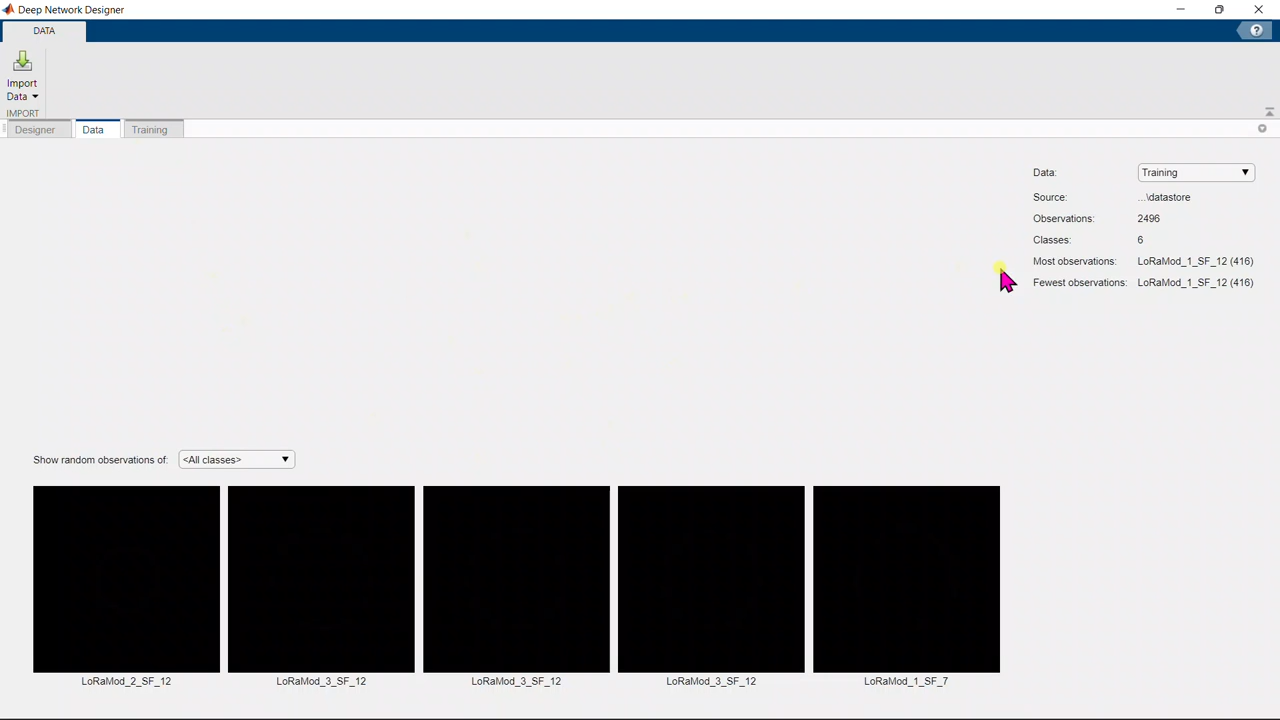 Deep Network Designer
DATA
Import
Data
IMPORT
Designer
Data
Training
Data: Training
Source: ...\datastore
Observations: 2496
Classes: 6
Most observations: LoRaMod_1_SF_12 (416)
Fewest observations: LoRaMod_1_SF_12 (416)
Show random observations of: <All classes>
LoRaMod_2_SF_12
LoRaMod_3_SF_12
LoRaMod_3_SF_12
LoRaMod_3_SF_12
LoRaMod_1_SF_7